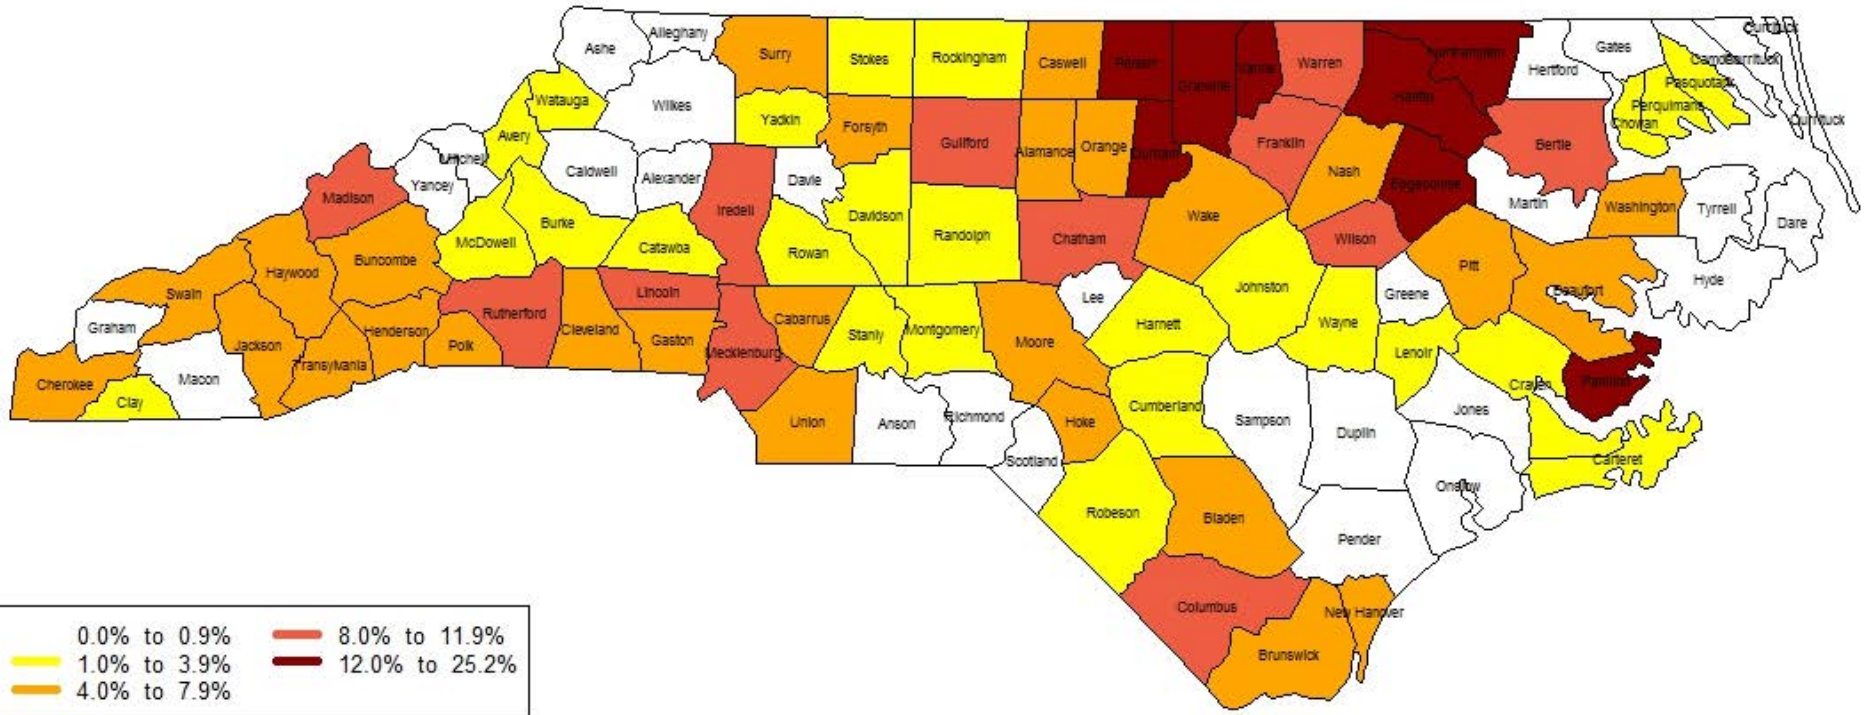 Currituck
Alleghany
Ashe
Gates
Surry
Stokes
Rockingham
Caswell
Person
Granville
Vance
Warren
Northampton
Hertford
Camden
Currituck
Pasquotank
Wilkes
Watauga
Halifax
Perquimans
Chowan
Currituck
Yadkin
Forsyth
Avery
Guilford
Alamance
Orange
Durham
Franklin
Bertie
Mitchell
Caldwell
Nash
Yancey
Alexander
Davie
Edgecombe
Madison
Martin
Iredell
Davidson
Wake
Washington
Tyrrell
Burke
Dare
McDowell
Catawba
Rowan
Randolph
Chatham
Wilson
Buncombe
Haywood
Pitt
Hyde
Swain
Lincoln
Lee
Johnston
Greene
Beaufort
Graham
Rutherford
Cabarrus
Harnett
Wayne
Henderson
Cleveland
Stanly
Montgomery
Jackson
Polk
Gaston
Moore
Mecklenburg
Lenoir
Transylvania
Macon
Cherokee
Craven
Pamlico
Clay
Cumberland
Union
Anson
Richmond
Hoke
Sampson
Jones
Duplin
Scotland
Carteret
Onslow
Robeson
Bladen
Pender
Columbus
New Hanover
Brunswick
0.0% to 0.9%
8.0% to 11.9%
1.0% to 3.9%
12.0% to 25.2%
4.0% to 7.9%